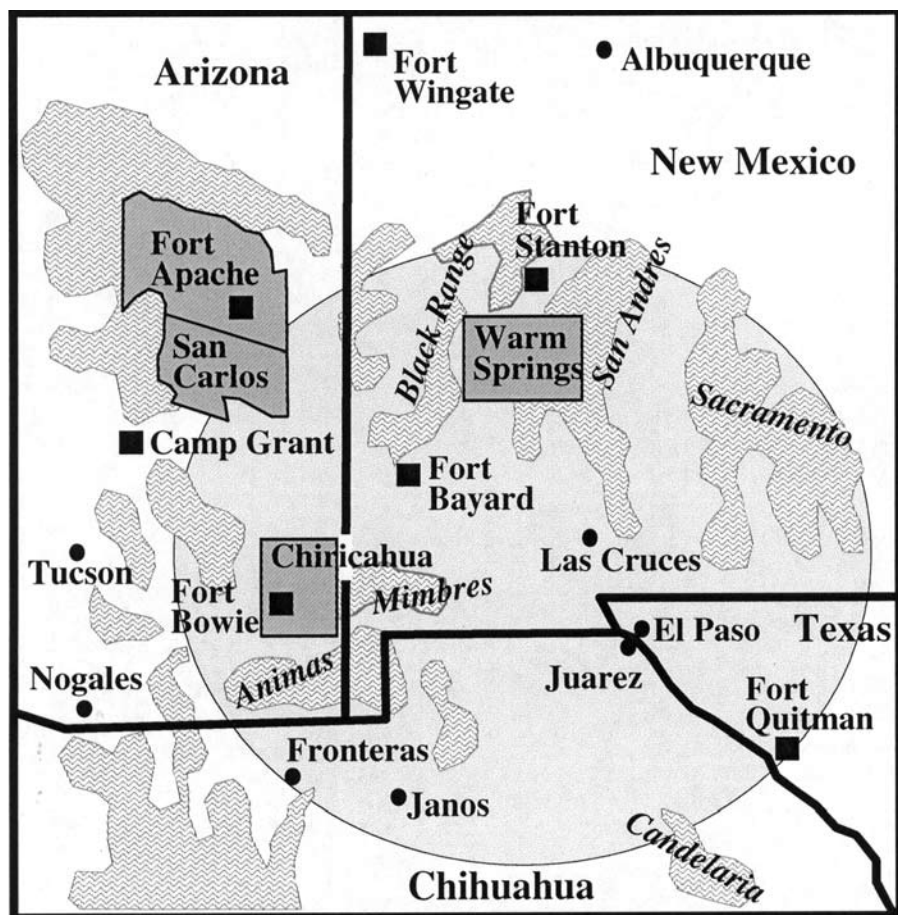 Arizona
Fort
Wingate
Albuquerque
New Mexico
Fort
Apache
San
Carlos
Black Range
Fort
Stanton
San Andres
Warm
Springs
Sacramento
Camp Grant
Fort
Bayard
Tucson
Chiricahua
Fort
Bowie
Mimbres
Las Cruces
El Paso
Texas
Juarez
Nogales
Animas
Fort
Quitman
Fronteras
Janos
Candelaria
Chihuahua